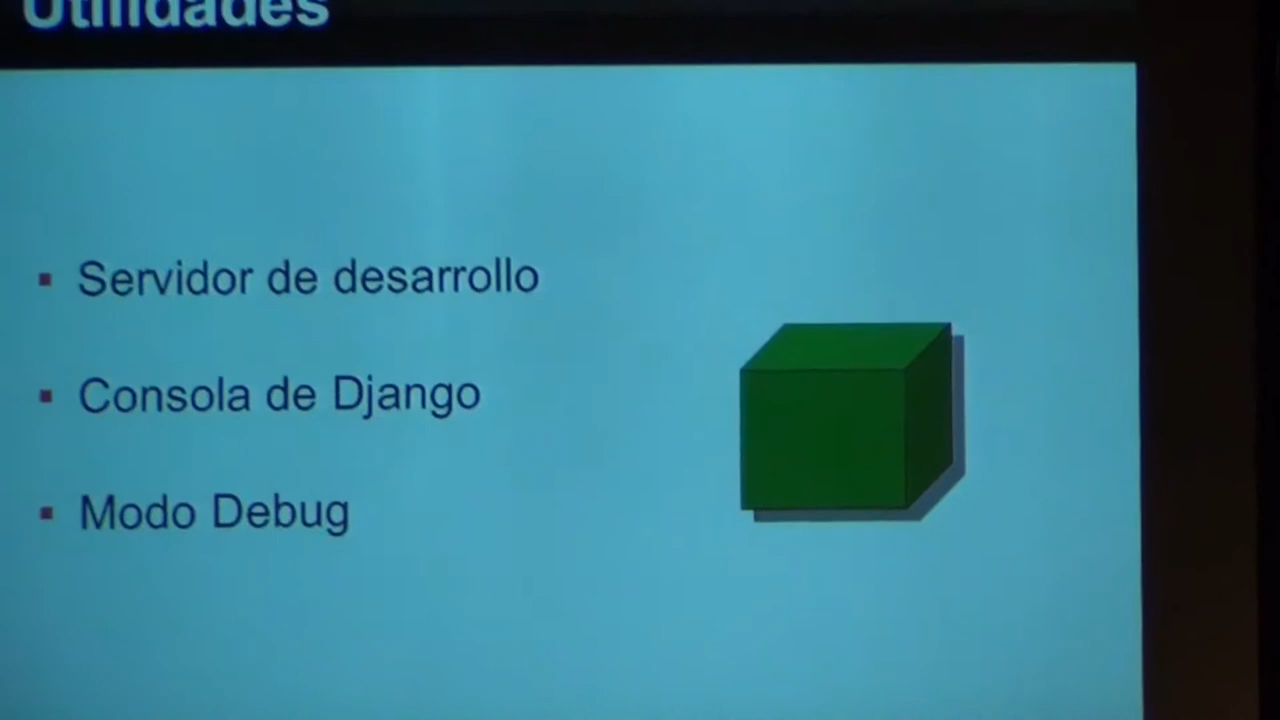 Utilidades
Servidor de desarrollo
Consola de Django
Modo Debug